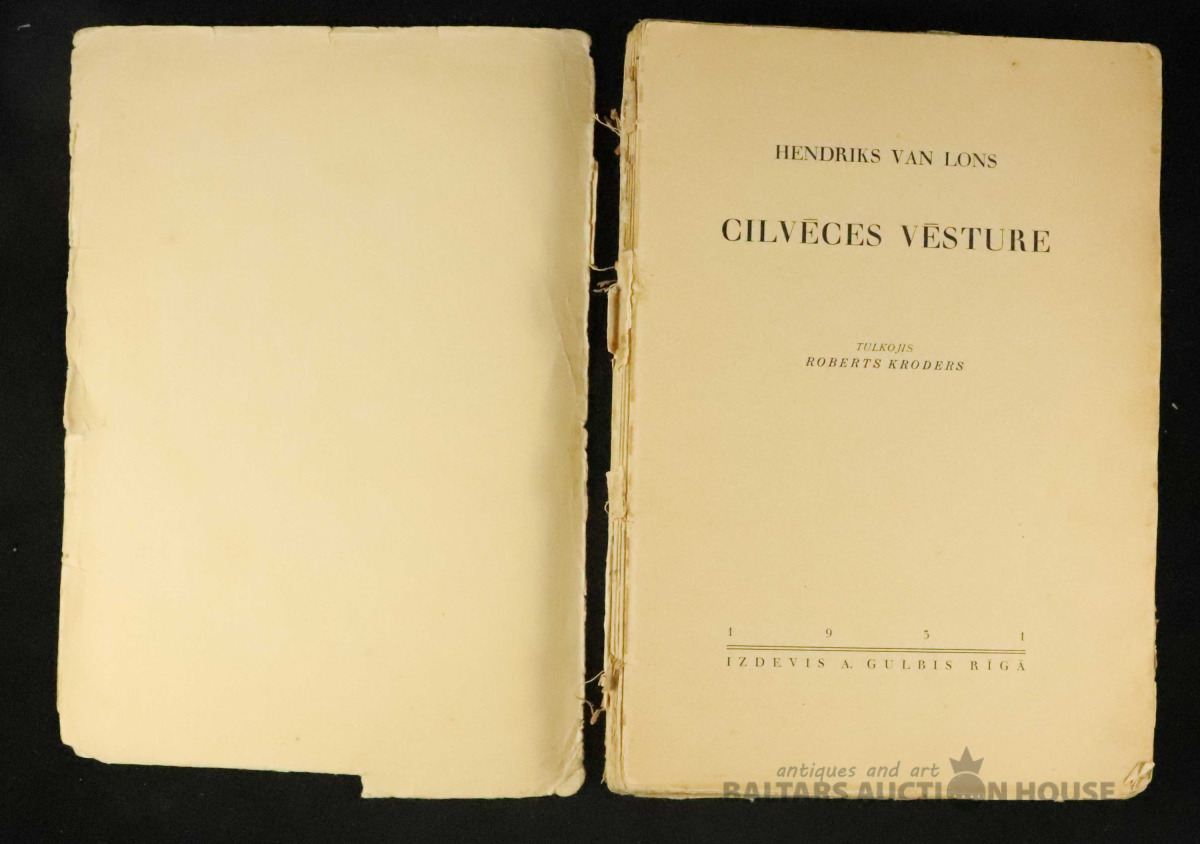 HENDRIKS VAN LONS
CILVĒCES VĒSTURE
TULKOJIS
ROBERTS KRODERS
1 9 3 1
IZDEVIS A. GULBIS RĪGĀ
antiques and art
BALTARS AUCTION HOUSE